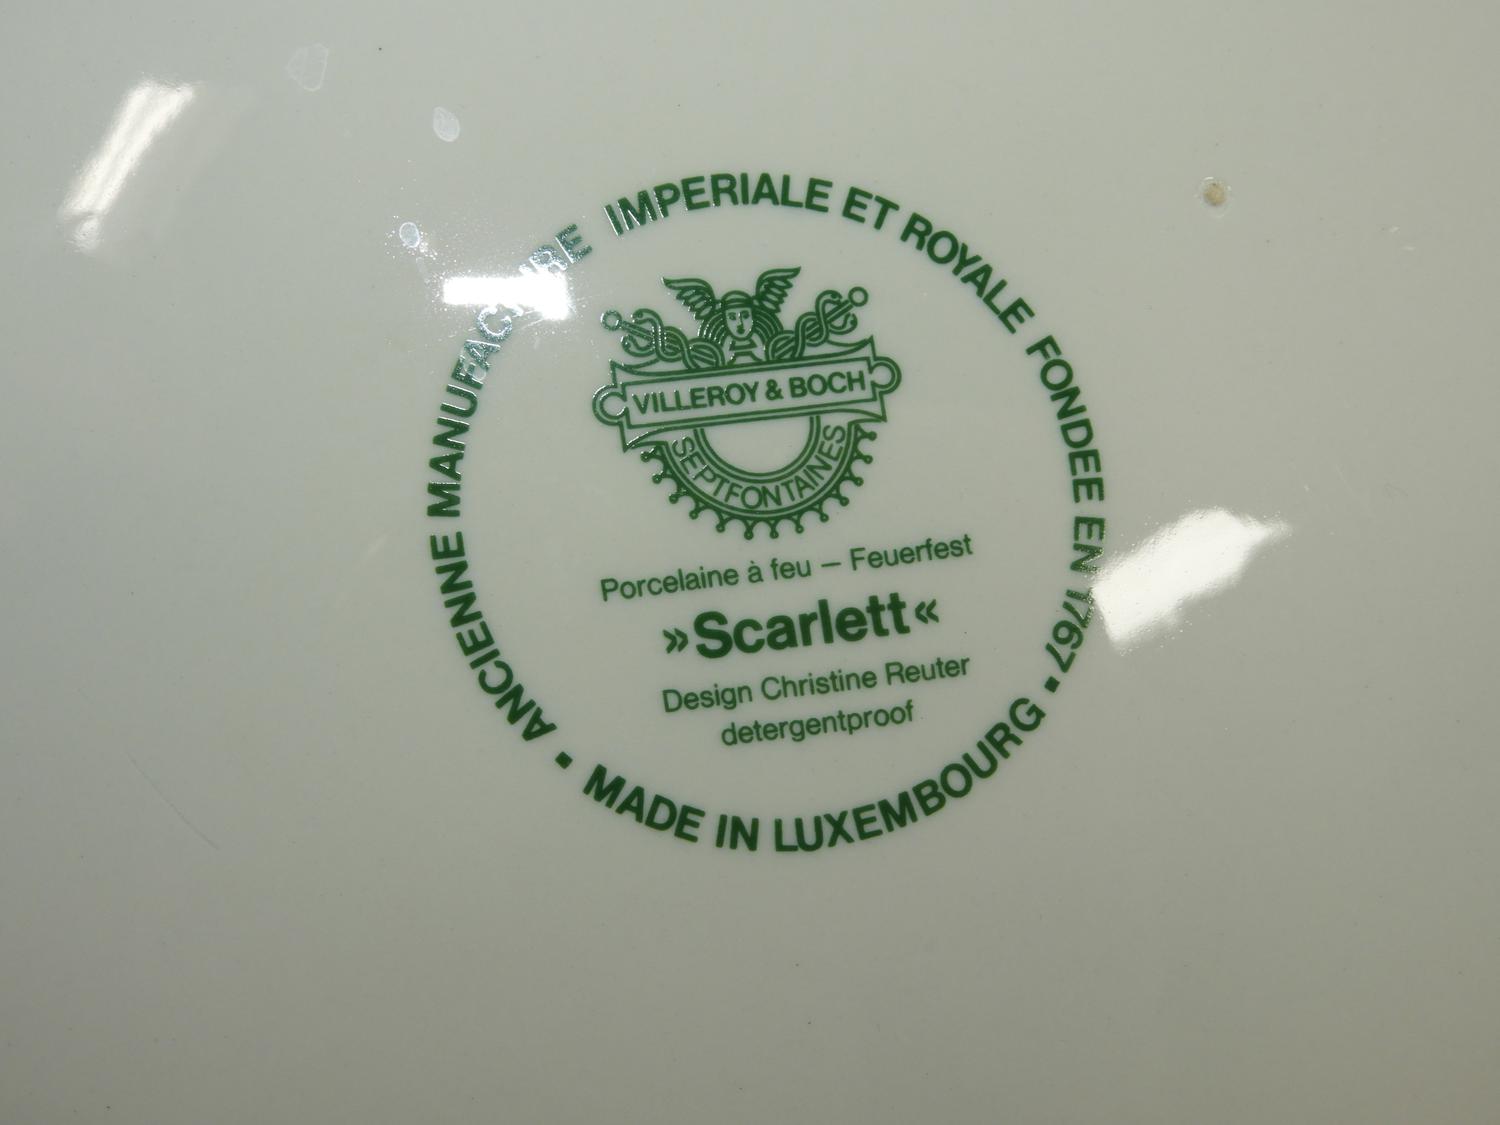 ANCIENNE MANUFACTURE IMPERIALE ET ROYALE FONDEE EN 1767 ▪
MADE IN LUXEMBOURG ▪
VILLEROY & BOCH
SEPTFONTAINES
Porcelaine à feu – Feuerfest
»Scarlett«
Design Christine Reuter
detergentproof